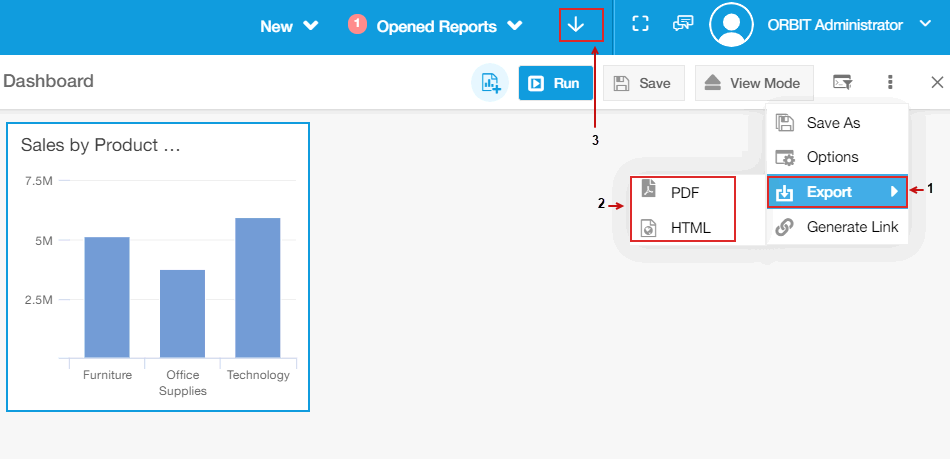 New
1 Opened Reports
ORBIT Administrator
Dashboard
Run
Save
View Mode
3
Save As
Options
Export
1
Generate Link
2
PDF
HTML
Sales by Product ...
7.5M
5M
2.5M
Furniture
Office
Supplies
Technology